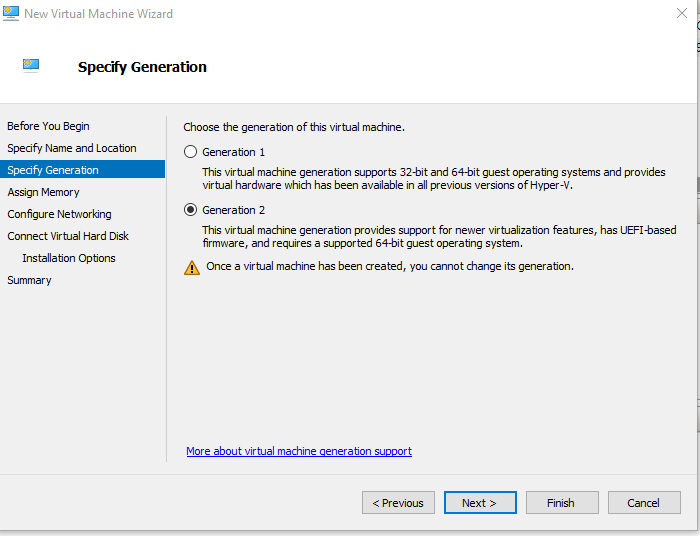 New Virtual Machine Wizard
Specify Generation
Before You Begin
Specify Name and Location
Specify Generation
Assign Memory
Configure Networking
Connect Virtual Hard Disk
Installation Options
Summary
Choose the generation of this virtual machine.
Generation 1
This virtual machine generation supports 32-bit and 64-bit guest operating systems and provides
virtual hardware which has been available in all previous versions of Hyper-V.
Generation 2
This virtual machine generation provides support for newer virtualization features, has UEFI-based
firmware, and requires a supported 64-bit guest operating system.
Once a virtual machine has been created, you cannot change its generation.
More about virtual machine generation support
< Previous
Next >
Finish
Cancel